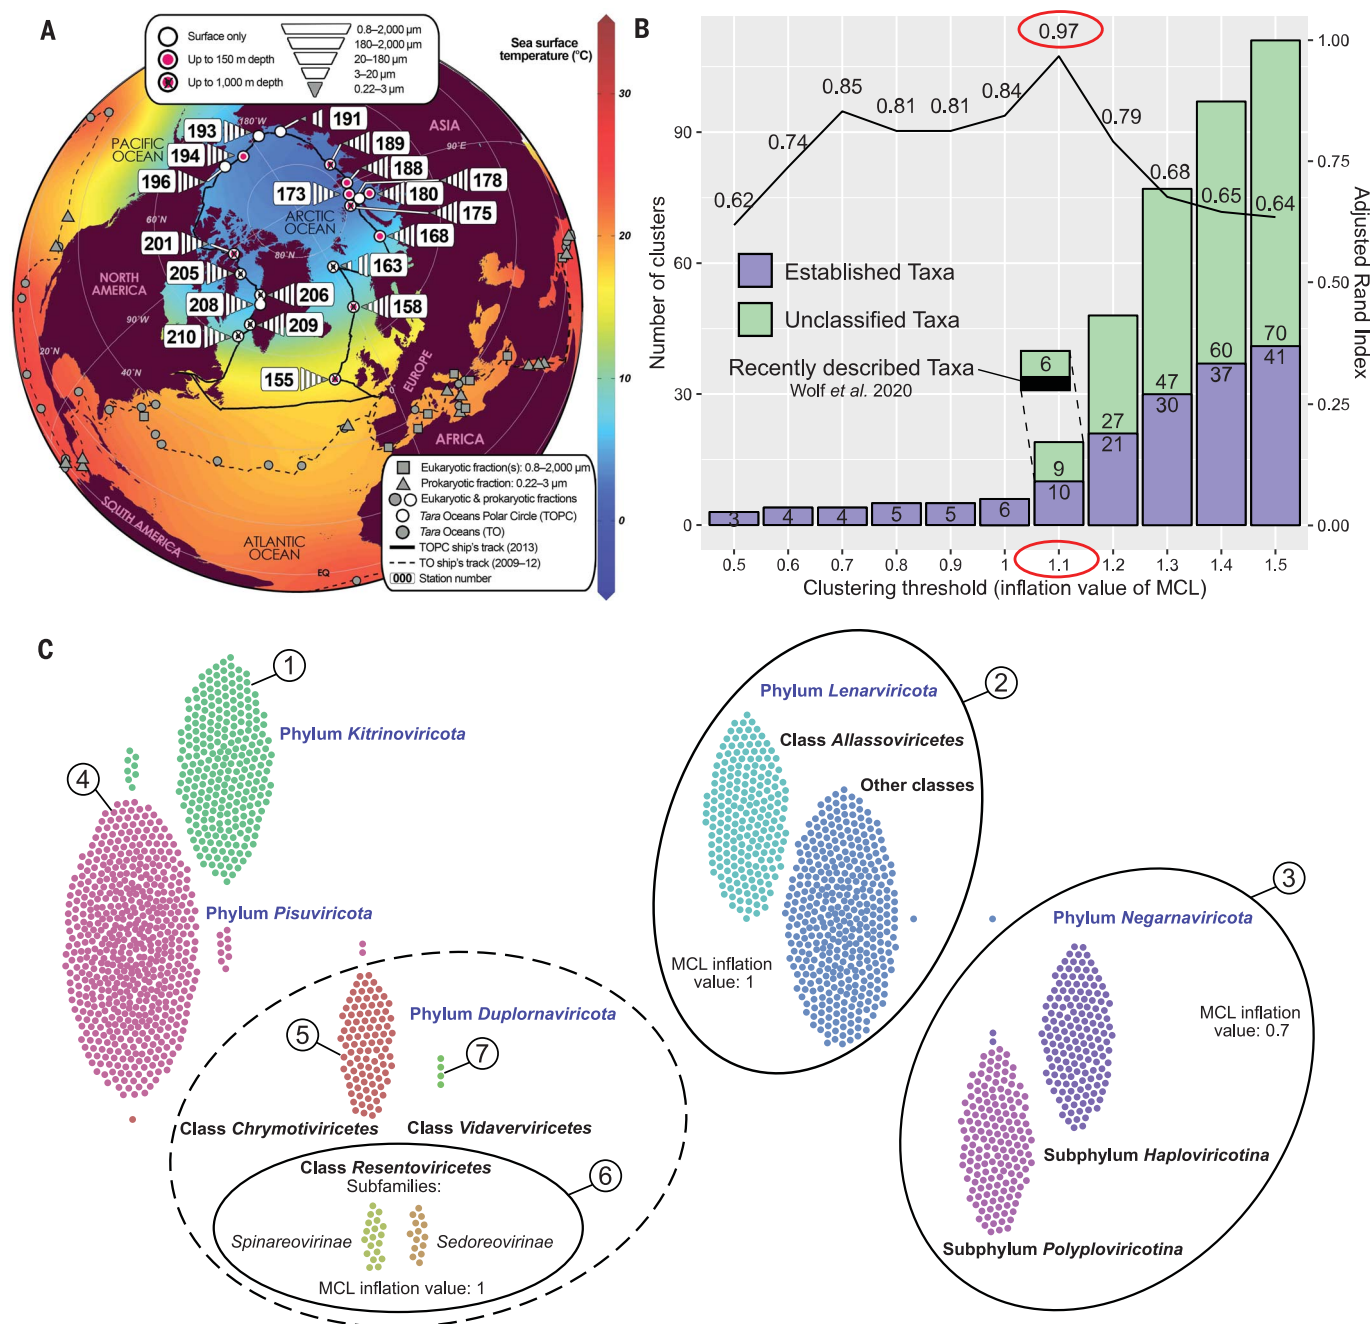 A
Surface only
Up to 150 m depth
Up to 1,000 m depth
0.8–2,000 µm
180–2,000 µm
20–180 µm
3–20 µm
0.22–3 µm
Sea surface
temperature (°C)
30
20
10
0
180°W
191
ASIA
193
PACIFIC
OCEAN
189
90°E
194
188
178
196
173
180
ARCTIC
OCEAN
175
60°N
201
168
80°N
163
NORTH
AMERICA
205
206
208
158
90°W
209
210
20°N
40°N
155
EUROPE
0°
AFRICA
SOUTH AMERICA
ATLANTIC
OCEAN
EQ
Eukaryotic fraction(s): 0.8–2,000 µm
Prokaryotic fraction: 0.22–3 µm
Eukaryotic & prokaryotic fractions
Tara Oceans Polar Circle (TOPC)
Tara Oceans (TO)
TOPC ship's track (2013)
TO ship's track (2009–12)
000 Station number
B
Number of clusters
90
60
30
0
Adjusted Rand Index
1.00
0.75
0.50
0.25
0.00
0.62
0.74
0.85
0.81
0.81
0.84
0.97
0.79
0.68
0.65
0.64
Established Taxa
Unclassified Taxa
Recently described Taxa
Wolf et al. 2020
6
3
4
4
5
5
6
9
10
27
21
47
30
60
37
70
41
0.5
0.6
0.7
0.8
0.9
1
1.1
1.2
1.3
1.4
1.5
Clustering threshold (inflation value of MCL)
C
1
Phylum Kitrinoviricota
4
Phylum Pisuviricota
2
Phylum Lenarviricota
Class Allassoviricetes
Other classes
MCL inflation
value: 1
3
Phylum Negarnaviricota
MCL inflation
value: 0.7
Subphylum Haploviricotina
Subphylum Polyploviricotina
Phylum Duplornaviricota
5
7
Class Chrymotiviricetes
Class Vidaverviricetes
Class Resentoviricetes
Subfamilies:
6
Spinareovirinae
Sedoreovirinae
MCL inflation value: 1